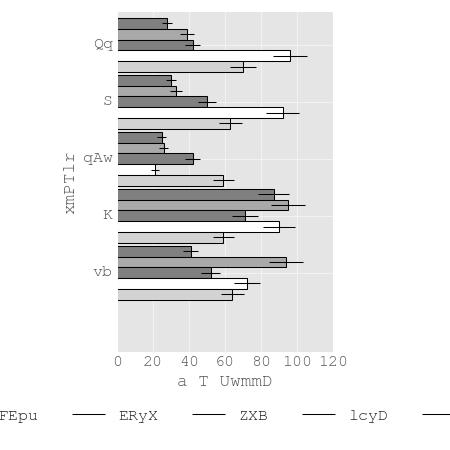 Qq
S
qAw
K
vb
xmPTlr
0 20 40 60 80 100 120
a T UwmmD
FEpu ERyX ZXB lcyD